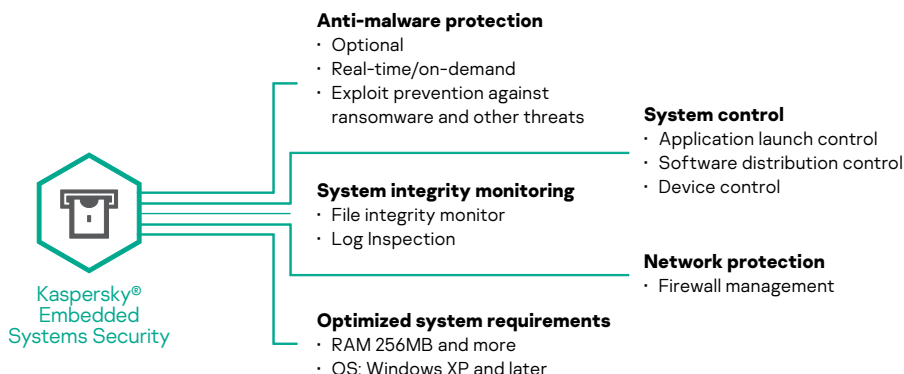 Anti-malware protection
· Optional
· Real-time/on-demand
· Exploit prevention against
ransomware and other threats
System control
· Application launch control
· Software distribution control
· Device control
System integrity monitoring
· File integrity monitor
· Log Inspection
Network protection
· Firewall management
Kaspersky®
Embedded
Systems Security
Optimized system requirements
· RAM 256MB and more
· OS: Windows XP and later